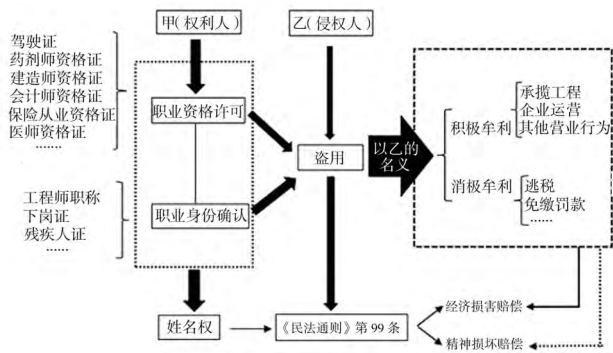 甲(权利人)
乙(侵权人)
驾驶证
药剂师资格证
建造师资格证
会计师资格证
保险从业资格证
医师资格证
……
职业资格许可
工程师职称
下岗证
残疾人证
……
职业身份确认
盗用
以乙的
名义
积极牟利
承揽工程
企业运营
其他营业行为
消极牟利
逃税
免缴罚款
……
姓名权
《民法通则》第99条
经济损害赔偿
精神损坏赔偿